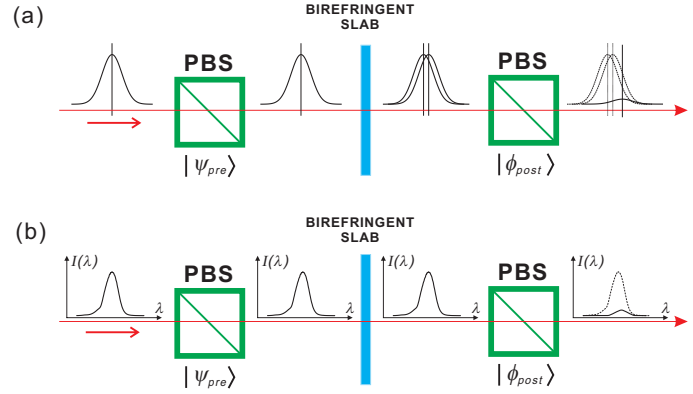 (a)
BIREFRINGENT
SLAB
PBS
PBS
| ψpre ⟩
| ϕpost ⟩
(b)
BIREFRINGENT
SLAB
I(λ)
PBS
I(λ)
I(λ)
PBS
I(λ)
λ
λ
λ
λ
| ψpre ⟩
| ϕpost ⟩